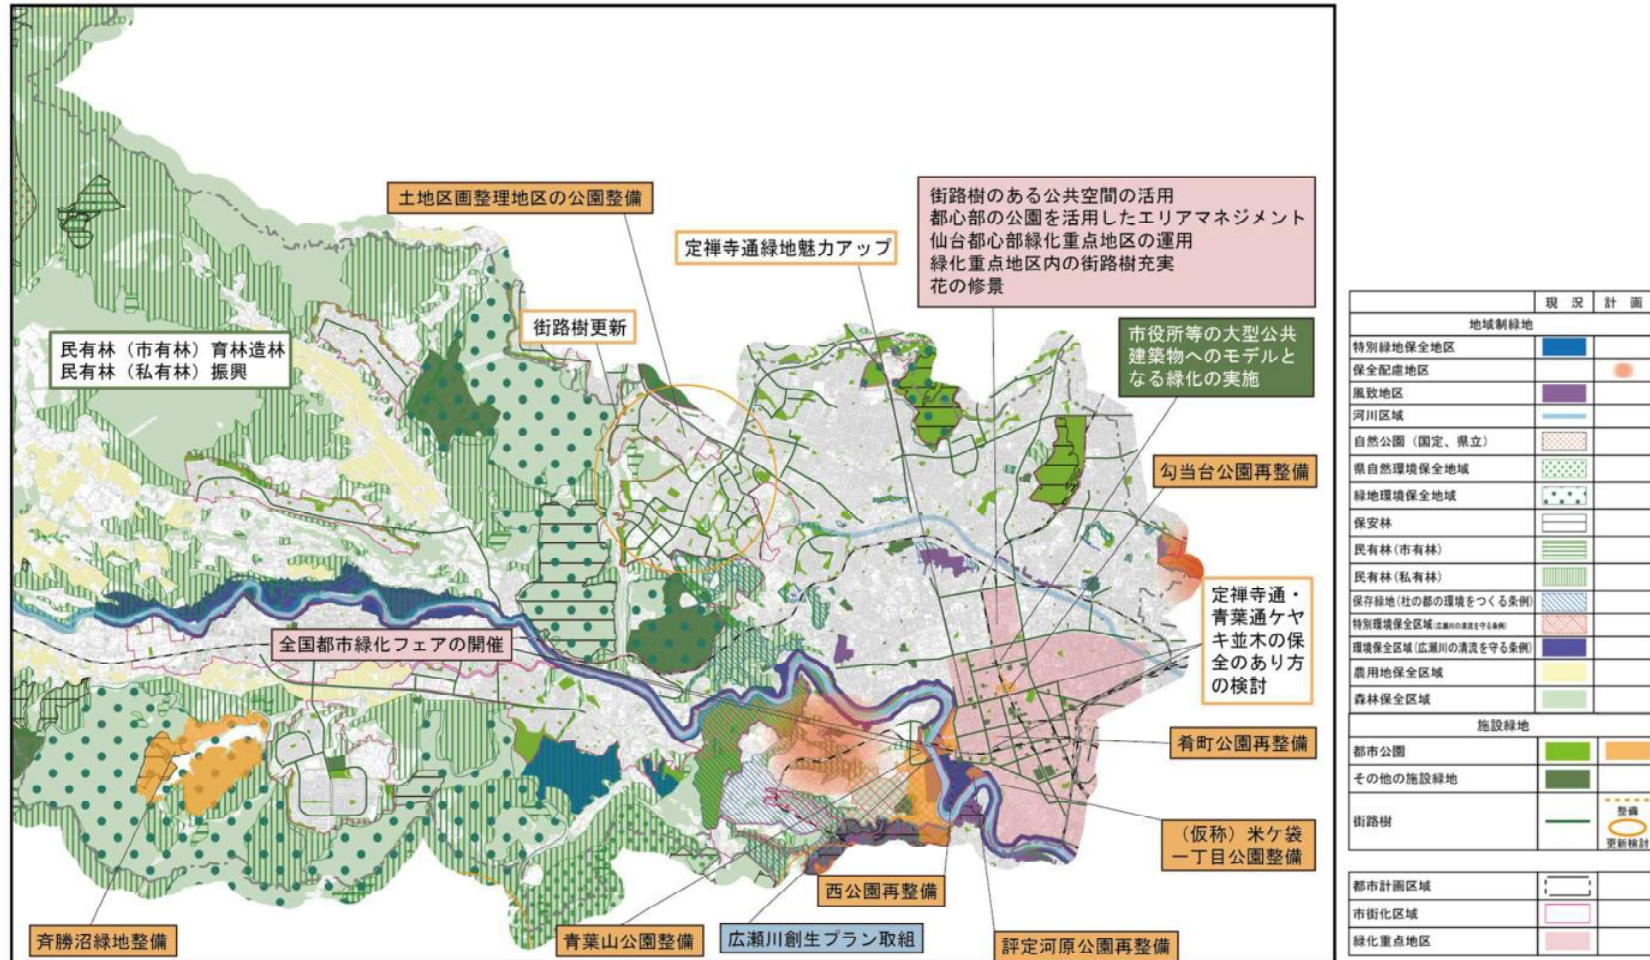 土地区画整理地区の公園整備
定禅寺通緑地魅力アップ
街路樹のある公共空間の活用
都心部の公園を活用したエリアマネジメント
仙台都心部緑化重点地区の運用
緑化重点地区内の街路樹充実
花の修景
街路樹更新
民有林（市有林）育林造林
民有林（私有林）振興
市役所等の大型公共
建築物へのモデルと
なる緑化の実施
勾当台公園再整備
定禅寺通・
青葉通ケヤ
キ並木の保
全のあり方
の検討
全国都市緑化フェアの開催
肴町公園再整備
（仮称）米ケ袋
一丁目公園整備
西公園再整備
斉勝沼緑地整備
青葉山公園整備
広瀬川創生プラン取組
評定河原公園再整備
現 況 計 画
地域制緑地
特別緑地保全地区
保全配慮地区
風致地区
河川区域
自然公園（国定、県立）
県自然環境保全地域
緑地環境保全地域
保安林
民有林(市有林)
民有林(私有林)
保存緑地(杜の都の環境をつくる条例)
特別環境保全区域(広瀬川の清流を守る条例)
環境保全区域(広瀬川の清流を守る条例)
農用地保全区域
森林保全区域
施設緑地
都市公園
その他の施設緑地
街路樹
整備
更新検討
都市計画区域
市街化区域
緑化重点地区